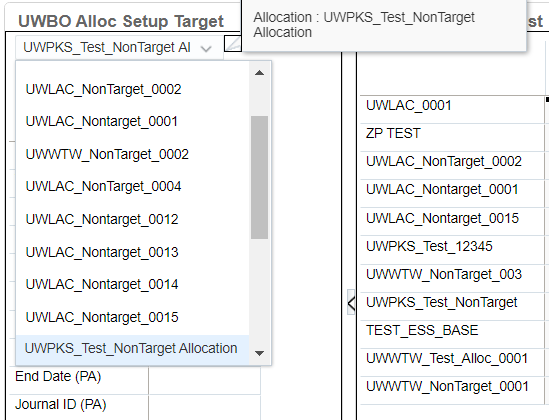 UWBO Alloc Setup Target
Allocation : UWPKS_Test_NonTarget
Allocation
st
UWPKS_Test_NonTarget Al
UWLAC_NonTarget_0002
UWLAC_Nontarget_0001
UWWTW_NonTarget_0002
UWLAC_NonTarget_0004
UWLAC_Nontarget_0012
UWLAC_Nontarget_0013
UWLAC_Nontarget_0014
UWLAC_Nontarget_0015
UWPKS_Test_NonTarget Allocation
End Date (PA)
Journal ID (PA)
UWLAC_0001
ZP TEST
UWLAC_NonTarget_0002
UWLAC_Nontarget_0001
UWLAC_Nontarget_0015
UWPKS_Test_12345
UWWTW_NonTarget_003
UWPKS_Test_NonTarget
TEST_ESS_BASE
UWWTW_Test_Alloc_0001
UWWTW_NonTarget_0001